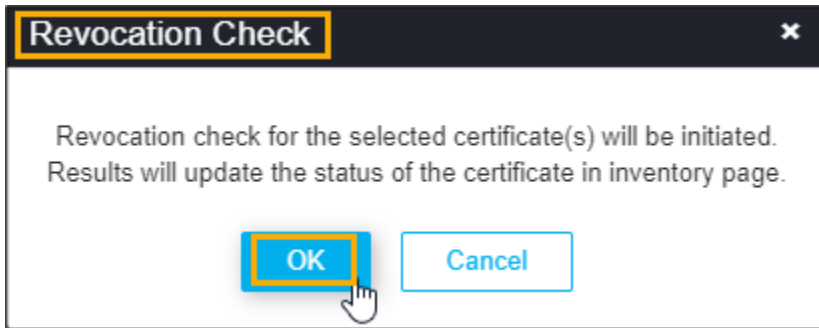 Revocation Check
Revocation check for the selected certificate(s) will be initiated.
Results will update the status of the certificate in inventory page.
OK
Cancel